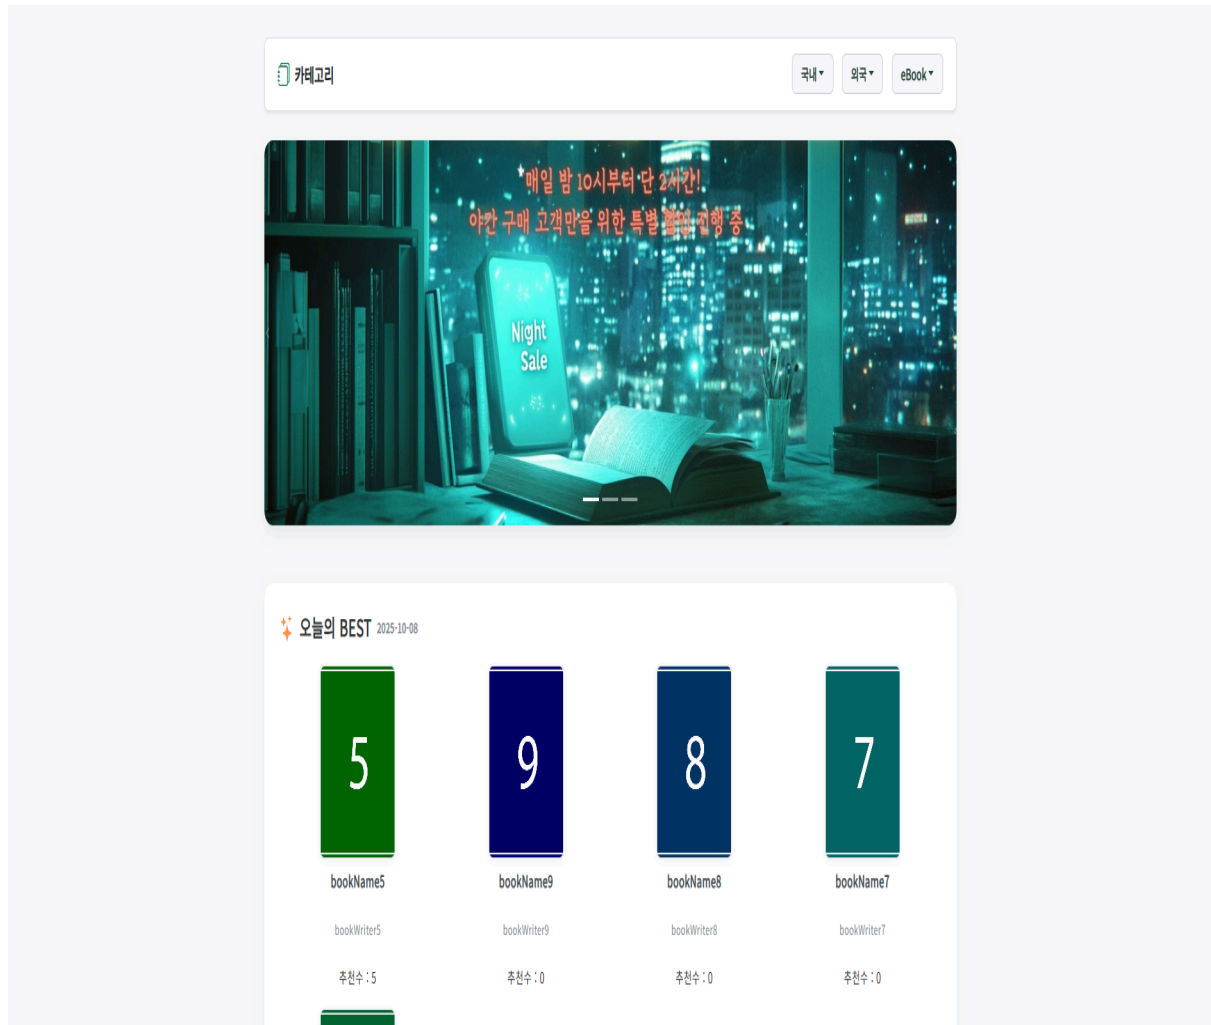 카테고리
국내 외국 eBook
매일 밤 10시부터 단 2시간!
야간 구매 고객만을 위한 특별 할인 진행 중
Night
Sale
오늘의 BEST 2025-10-08
5 9 8 7
bookName5 bookName9 bookName8 bookName7
bookWriter5 bookWriter9 bookWriter8 bookWriter7
추천수 : 5 추천수 : 0 추천수 : 0 추천수 : 0